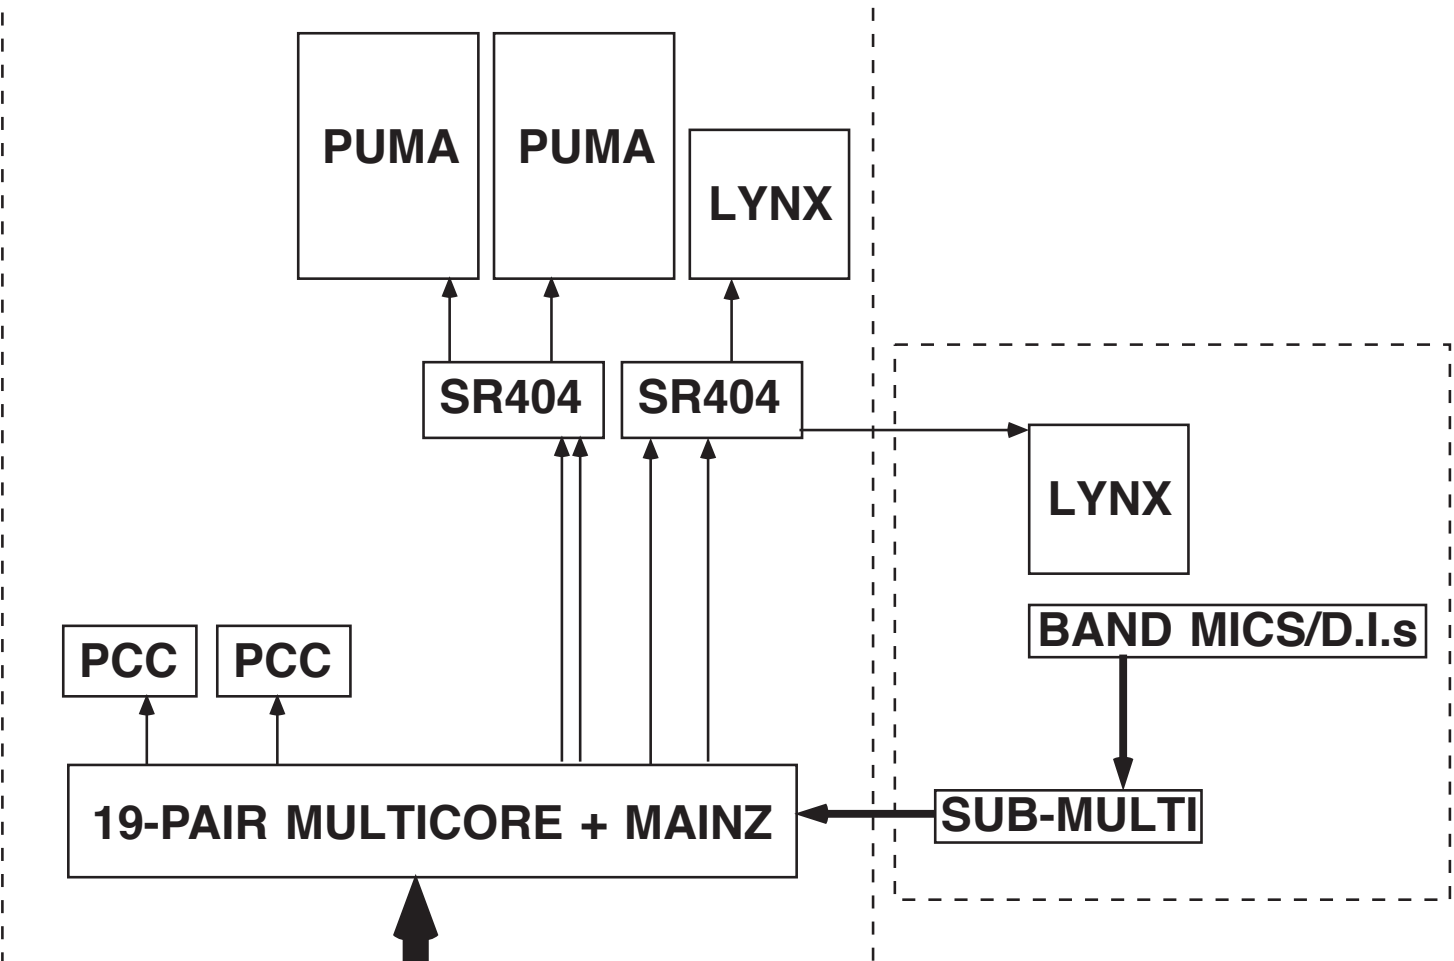 PUMA
PUMA
LYNX
SR404
SR404
LYNX
BAND MICS/D.I.s
PCC
PCC
19-PAIR MULTICORE + MAINZ
SUB-MULTI